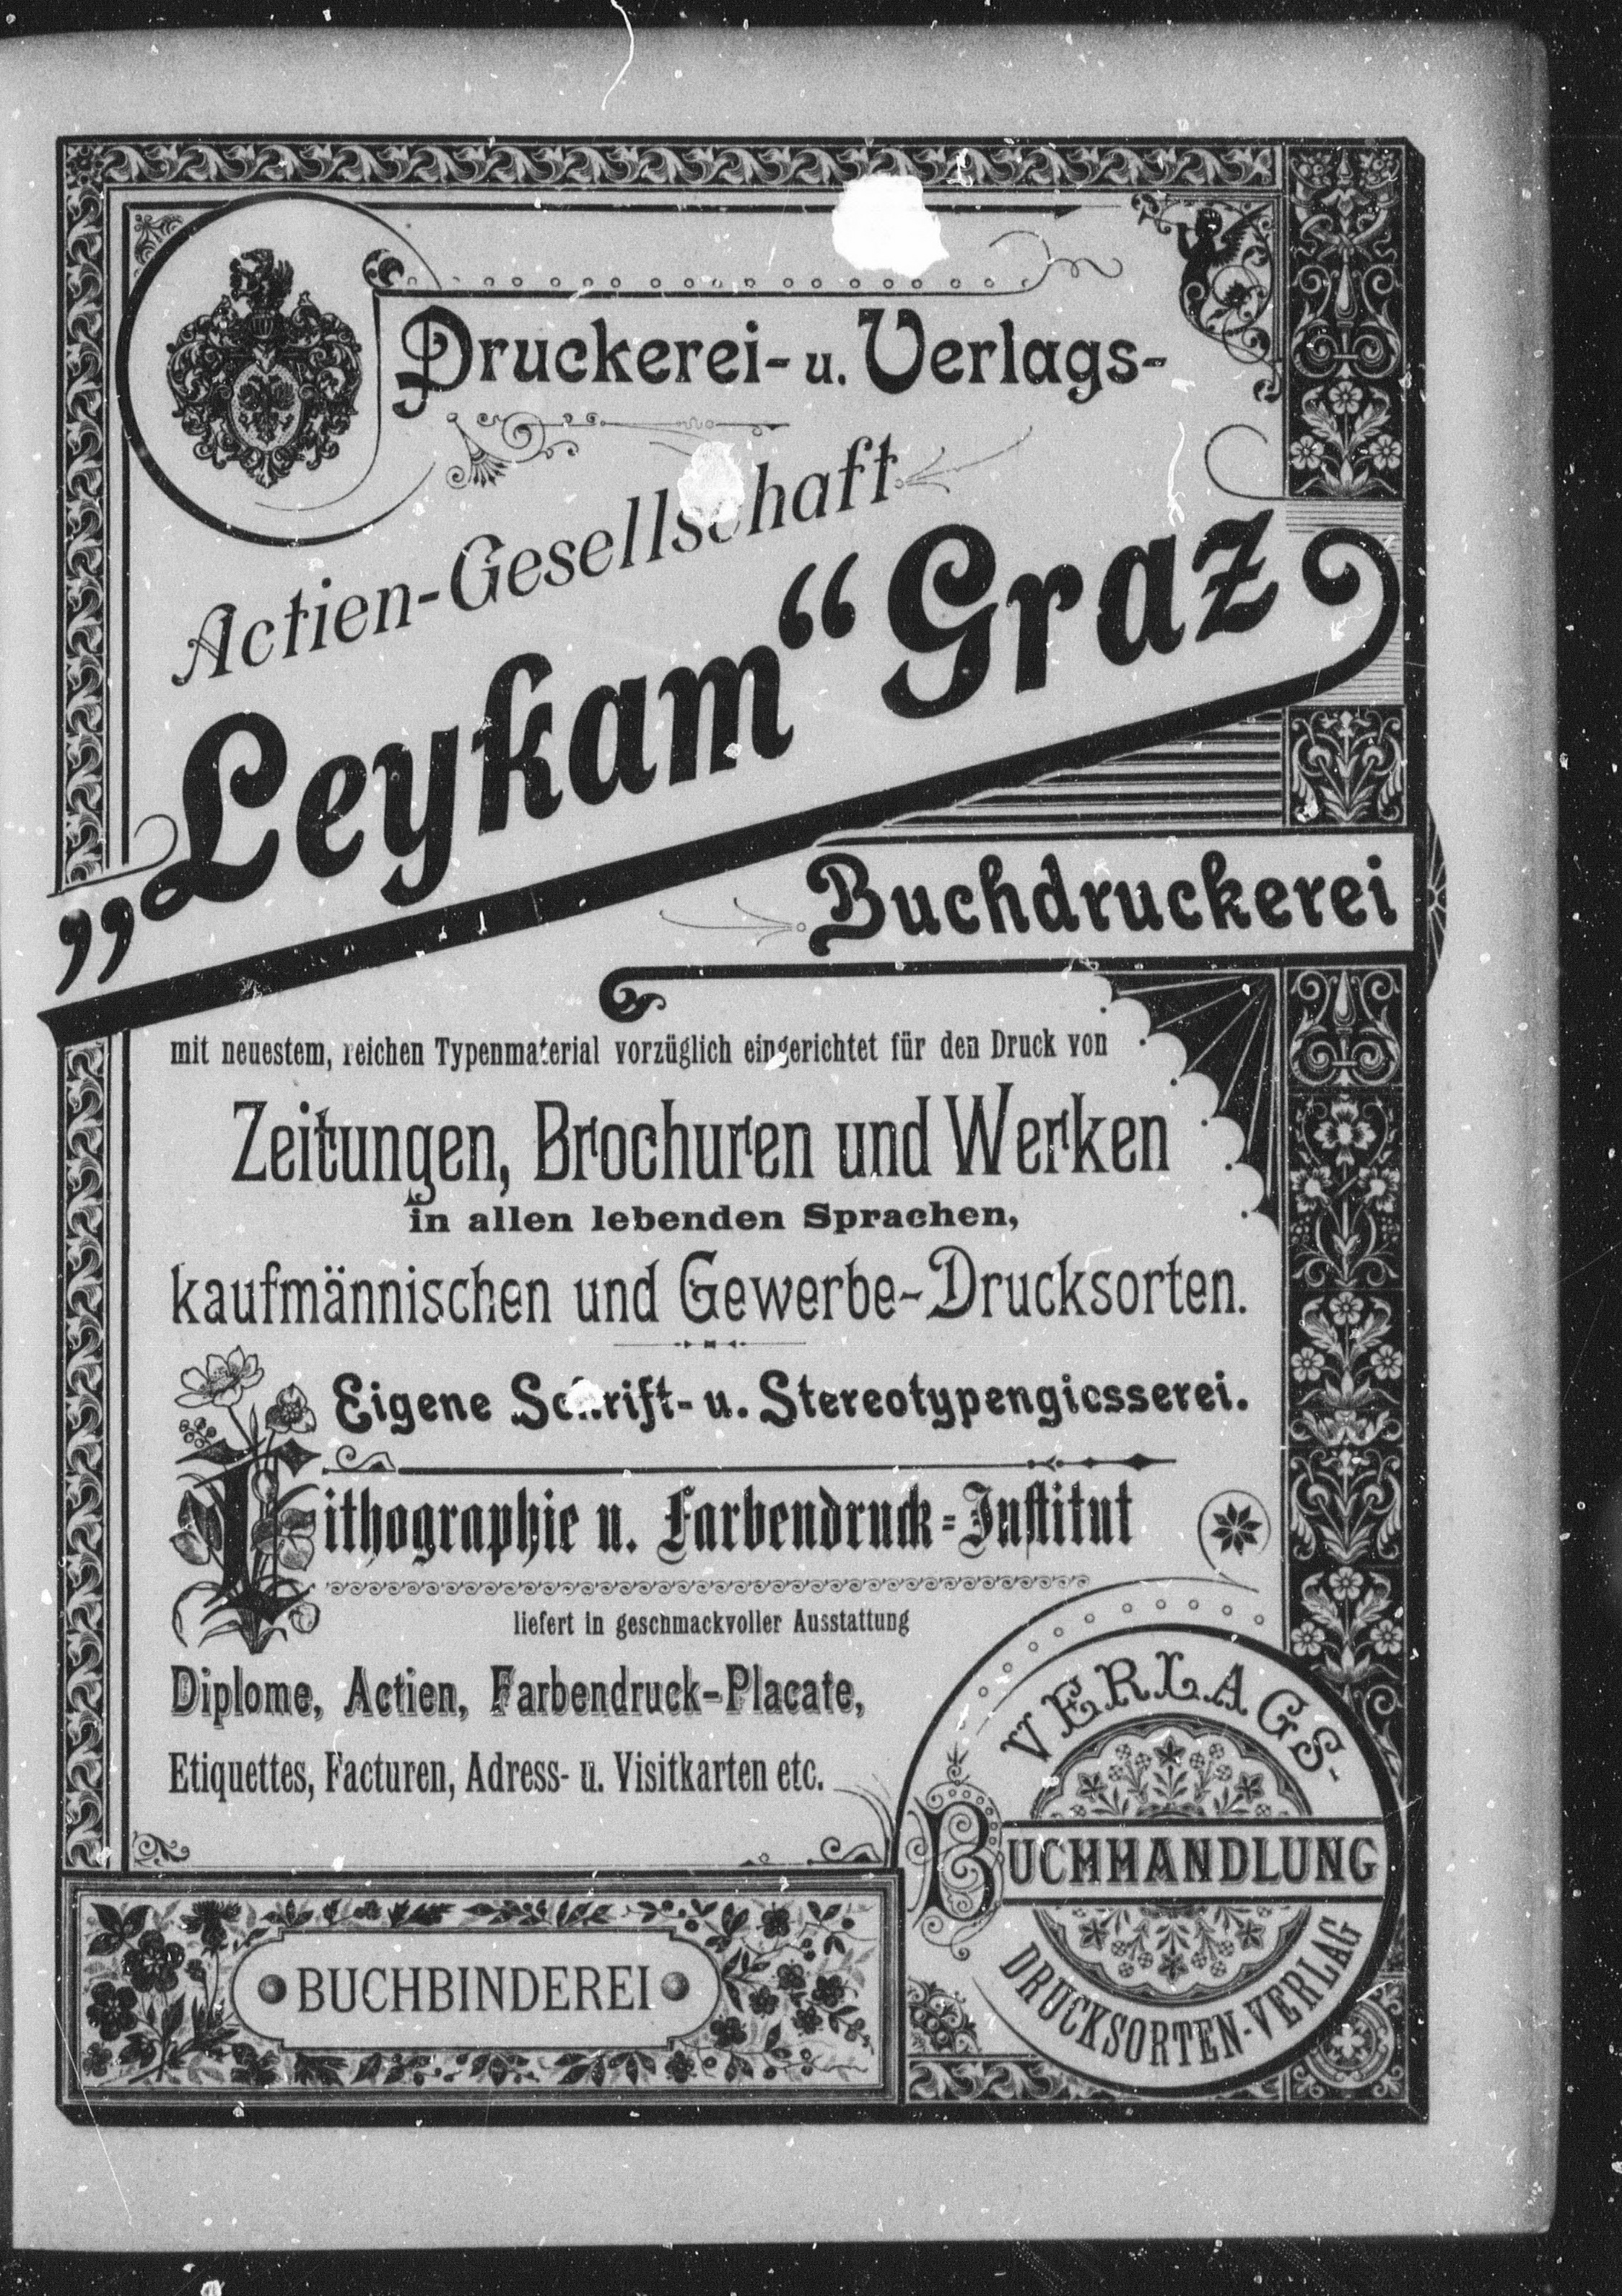 Druckerei- u. Verlags-
Actien-Gesellschaft
„Leykam“ Graz
Buchdruckerei
mit neuestem, reichen Typenmaterial vorzüglich eingerichtet für den Druck von
Zeitungen, Brochuren und Werken
in allen lebenden Sprachen,
kaufmännischen und Gewerbe-Drucksorten.
Eigene Schrift- u. Stereotypengiesserei.
Lithographie u. Farbendruck-Institut
liefert in geschmackvoller Ausstattung
Diplome, Actien, Farbendruck-Placate,
Etiquettes, Facturen, Adress- u. Visitkarten etc.
VERLAGS-
BUCHHANDLUNG
DRUCKSORTEN-VERLAG
BUCHBINDEREI